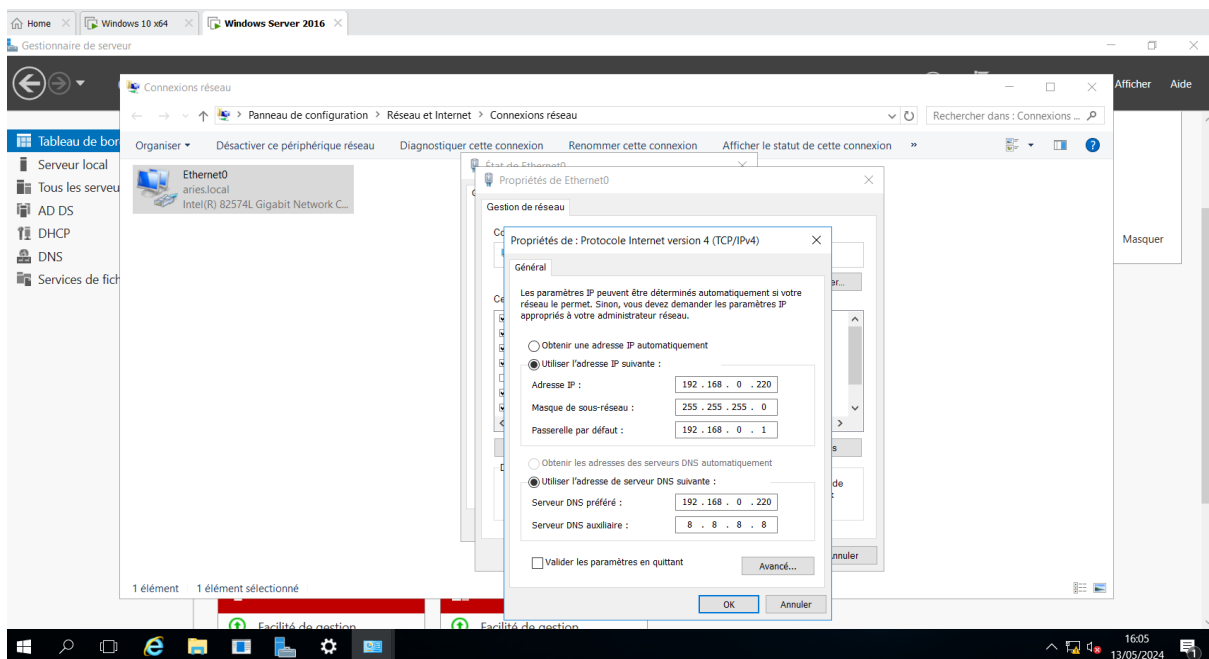 Home
Windows 10 x64
Windows Server 2016
Gestionnaire de serveur
Afficher Aide
Connexions réseau
Panneau de configuration > Réseau et Internet > Connexions réseau
Rechercher dans : Connexions ...
Organiser Désactiver ce périphérique réseau Diagnostiquer cette connexion Renommer cette connexion Afficher le statut de cette connexion »
Tableau de bor
Serveur local
Tous les serveu
AD DS
DHCP
DNS
Services de fich
Ethernet0
aries.local
Intel(R) 82574L Gigabit Network C...
Masquer
État de Ethernet0
Propriétés de Ethernet0
Gestion de réseau
Propriétés de : Protocole Internet version 4 (TCP/IPv4)
Général
Les paramètres IP peuvent être déterminés automatiquement si votre
réseau le permet. Sinon, vous devez demander les paramètres IP
appropriés à votre administrateur réseau.
Obtenir une adresse IP automatiquement
Utiliser l'adresse IP suivante :
Adresse IP : 192 . 168 . 0 . 220
Masque de sous-réseau : 255 . 255 . 255 . 0
Passerelle par défaut : 192 . 168 . 0 . 1
Obtenir les adresses des serveurs DNS automatiquement
Utiliser l'adresse de serveur DNS suivante :
Serveur DNS préféré : 192 . 168 . 0 . 220
Serveur DNS auxiliaire : 8 . 8 . 8 . 8
Valider les paramètres en quittant
Avancé...
OK Annuler
nnuler
1 élément 1 élément sélectionné
Facilité de gestion Facilité de gestion
16:05
13/05/2024